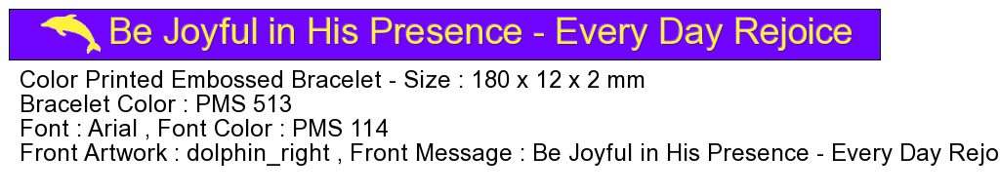 Be Joyful in His Presence - Every Day Rejoice
Color Printed Embossed Bracelet - Size : 180 x 12 x 2 mm
Bracelet Color : PMS 513
Font : Arial , Font Color : PMS 114
Front Artwork : dolphin_right , Front Message : Be Joyful in His Presence - Every Day Rejo